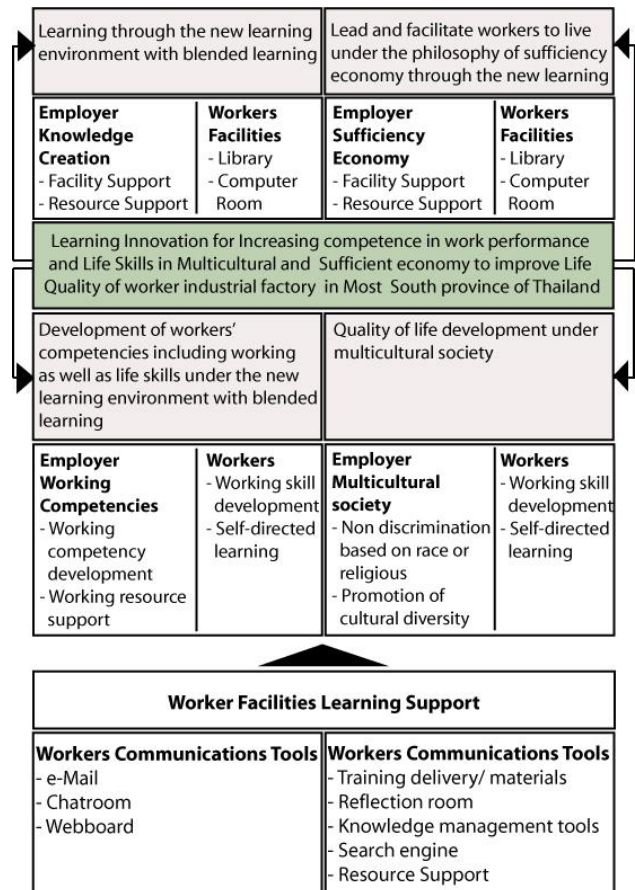 Learning through the new learning
environment with blended learning
Lead and facilitate workers to live
under the philosophy of sufficiency
economy through the new learning
Employer
Knowledge
Creation
- Facility Support
- Resource Support
Workers
Facilities
- Library
- Computer
Room
Employer
Sufficiency
Economy
- Facility Support
- Resource Support
Workers
Facilities
- Library
- Computer
Room
Learning Innovation for Increasing competence in work performance
and Life Skills in Multicultural and Sufficient economy to improve Life
Quality of worker industrial factory in Most South province of Thailand
Development of workers'
competencies including working
as well as life skills under the new
learning environment with blended
learning
Quality of life development under
multicultural society
Employer
Working
Competencies
- Working
competency
development
- Working resource
support
Workers
- Working skill
development
- Self-directed
learning
Employer
Multicultural
society
- Non discrimination
based on race or
religious
- Promotion of
cultural diversity
Workers
- Working skill
development
- Self-directed
learning
Worker Facilities Learning Support
Workers Communications Tools
- e-Mail
- Chatroom
- Webboard
Workers Communications Tools
- Training delivery/ materials
- Reflection room
- Knowledge management tools
- Search engine
- Resource Support